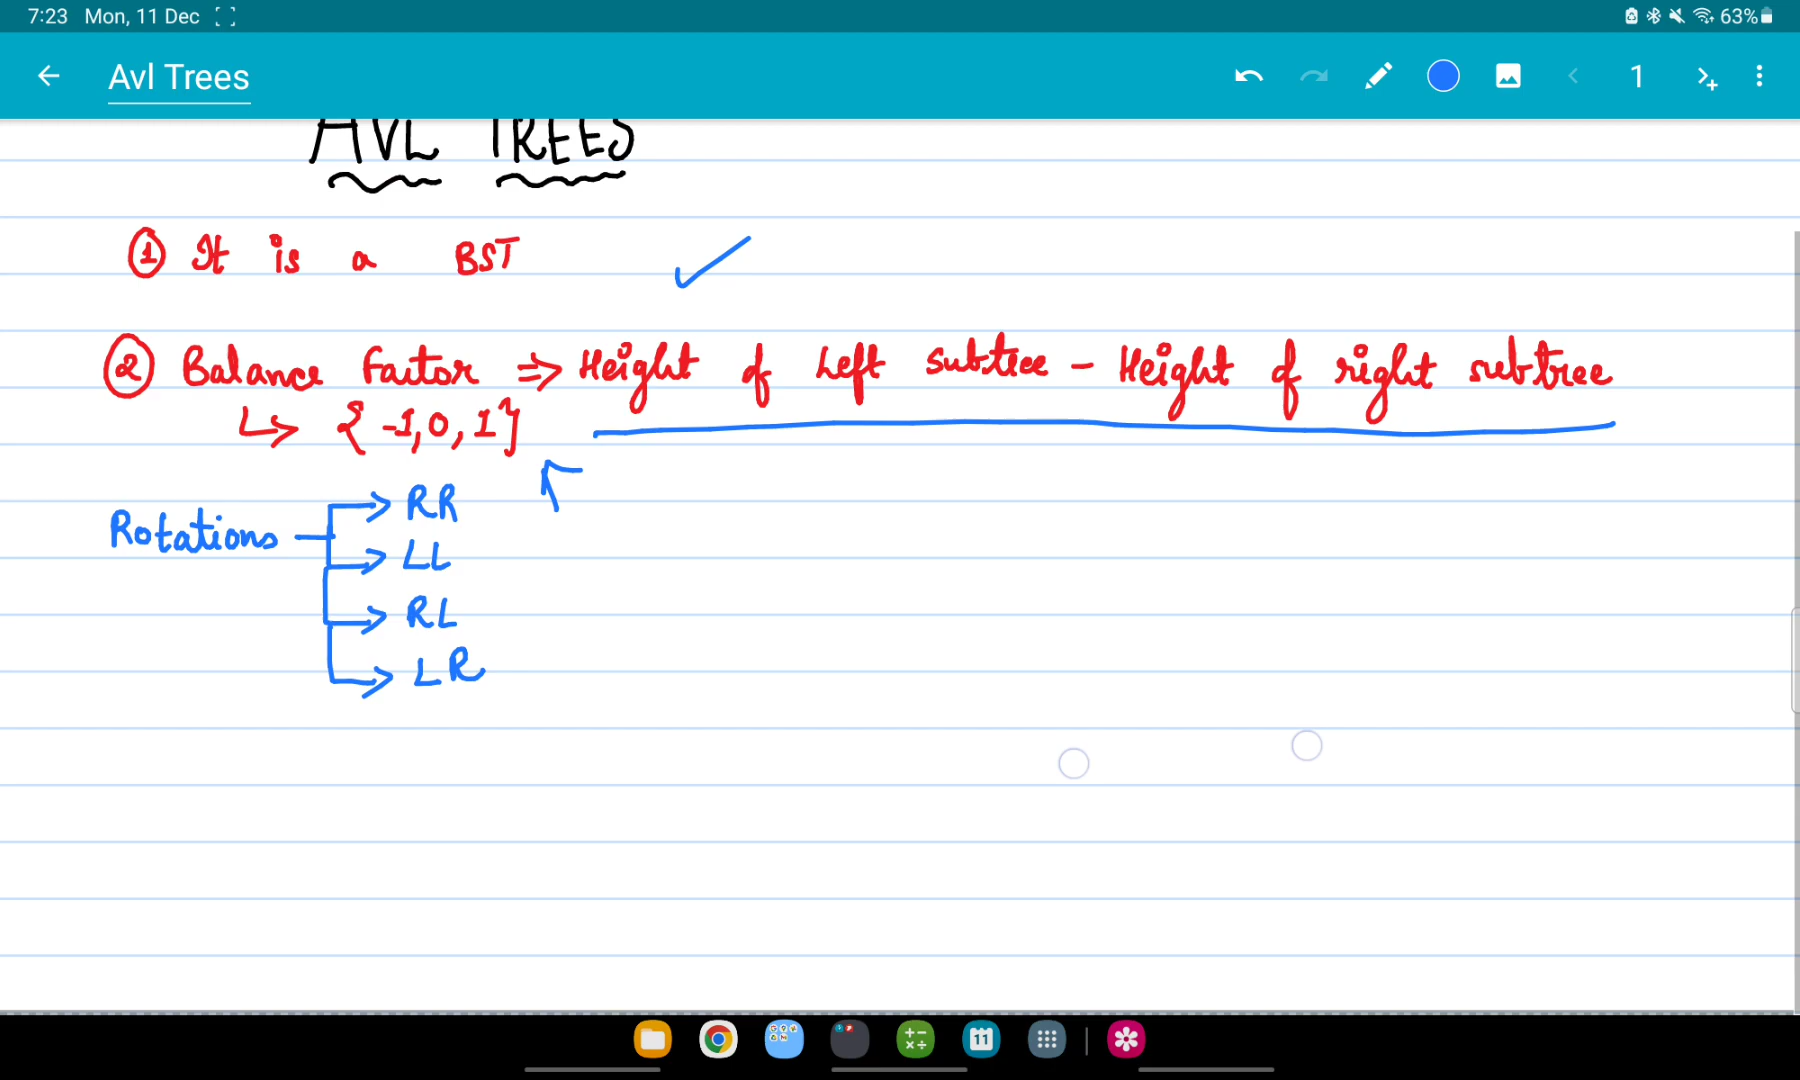 7:23 Mon, 11 Dec 63%
Avl Trees 1
AVL TREES
① It is a BST
② Balance Factor ⇒ Height of Left subtree - Height of right subtree
↳ {-1, 0, 1}
Rotations → RR
→ LL
→ RL
→ LR
11